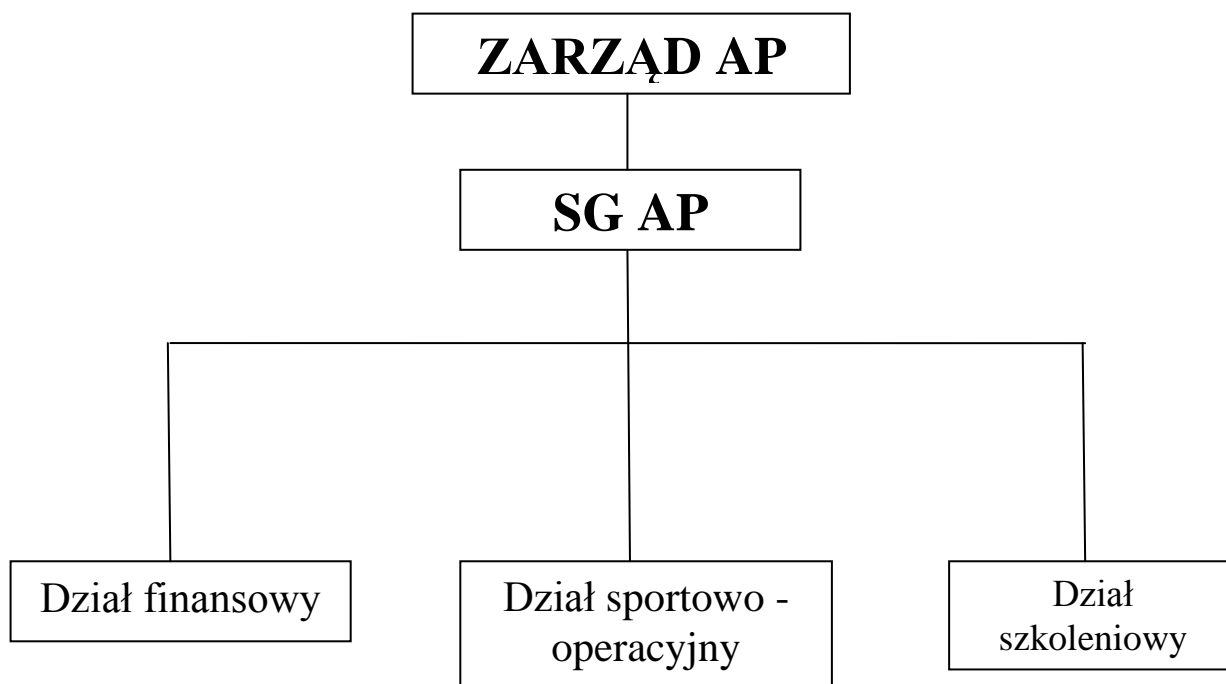 ZARZĄD AP
SG AP
Dział finansowy
Dział sportowo -
operacyjny
Dział
szkoleniowy